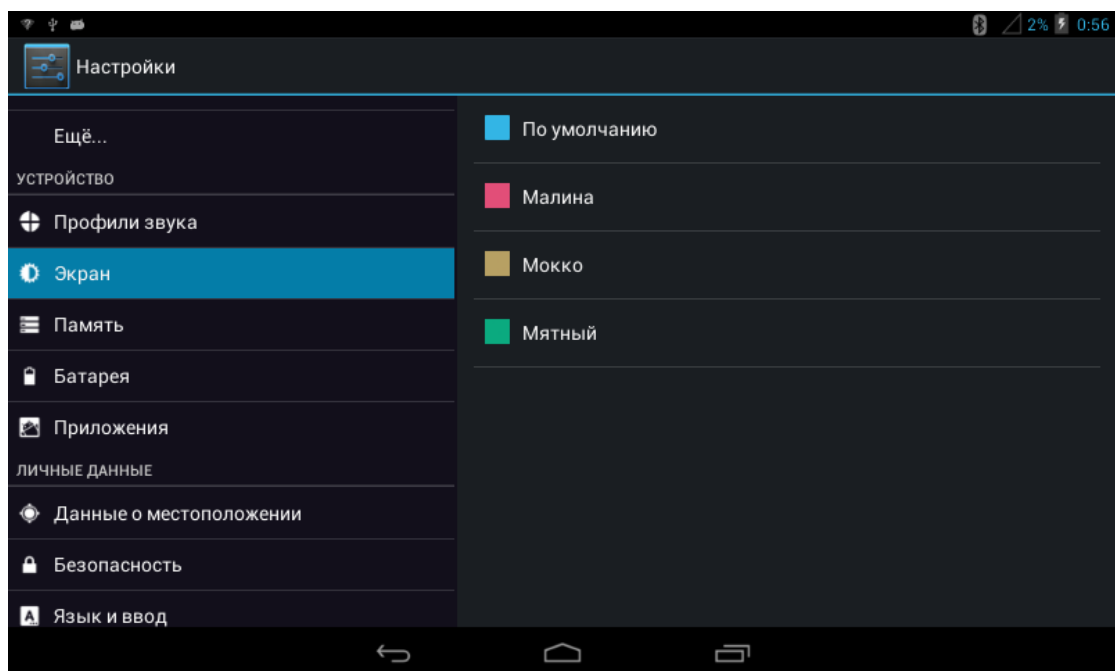 2% 0:56
Настройки
Ещё...
УСТРОЙСТВО
Профили звука
Экран
Память
Батарея
Приложения
ЛИЧНЫЕ ДАННЫЕ
Данные о местоположении
Безопасность
Язык и ввод
По умолчанию
Малина
Мокко
Мятный